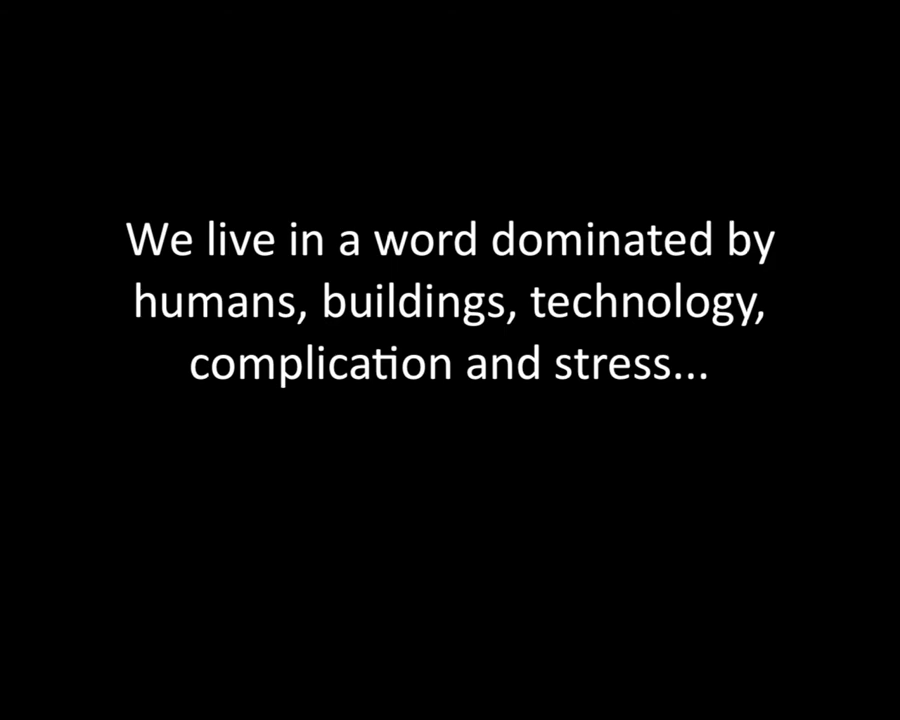 We live in a word dominated by
humans, buildings, technology,
complication and stress...